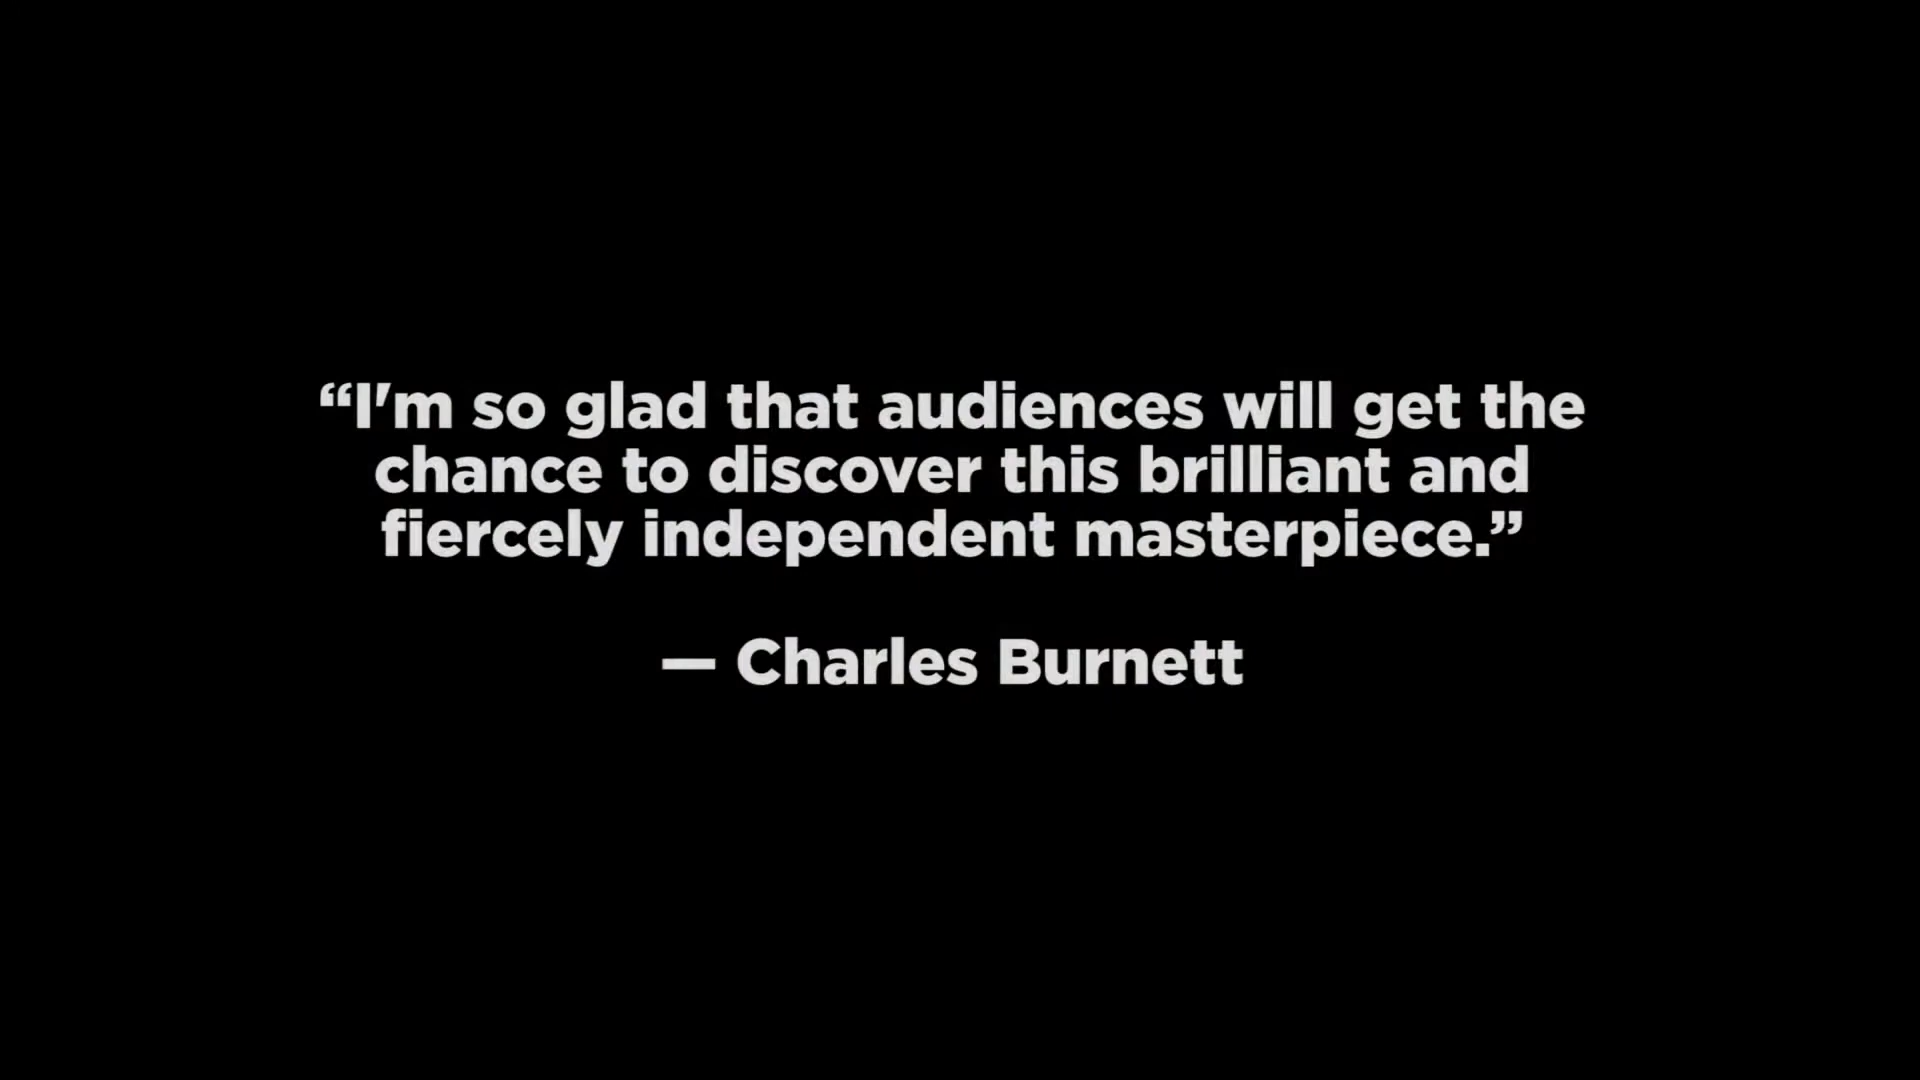 “I'm so glad that audiences will get the
chance to discover this brilliant and
fiercely independent masterpiece.”
— Charles Burnett